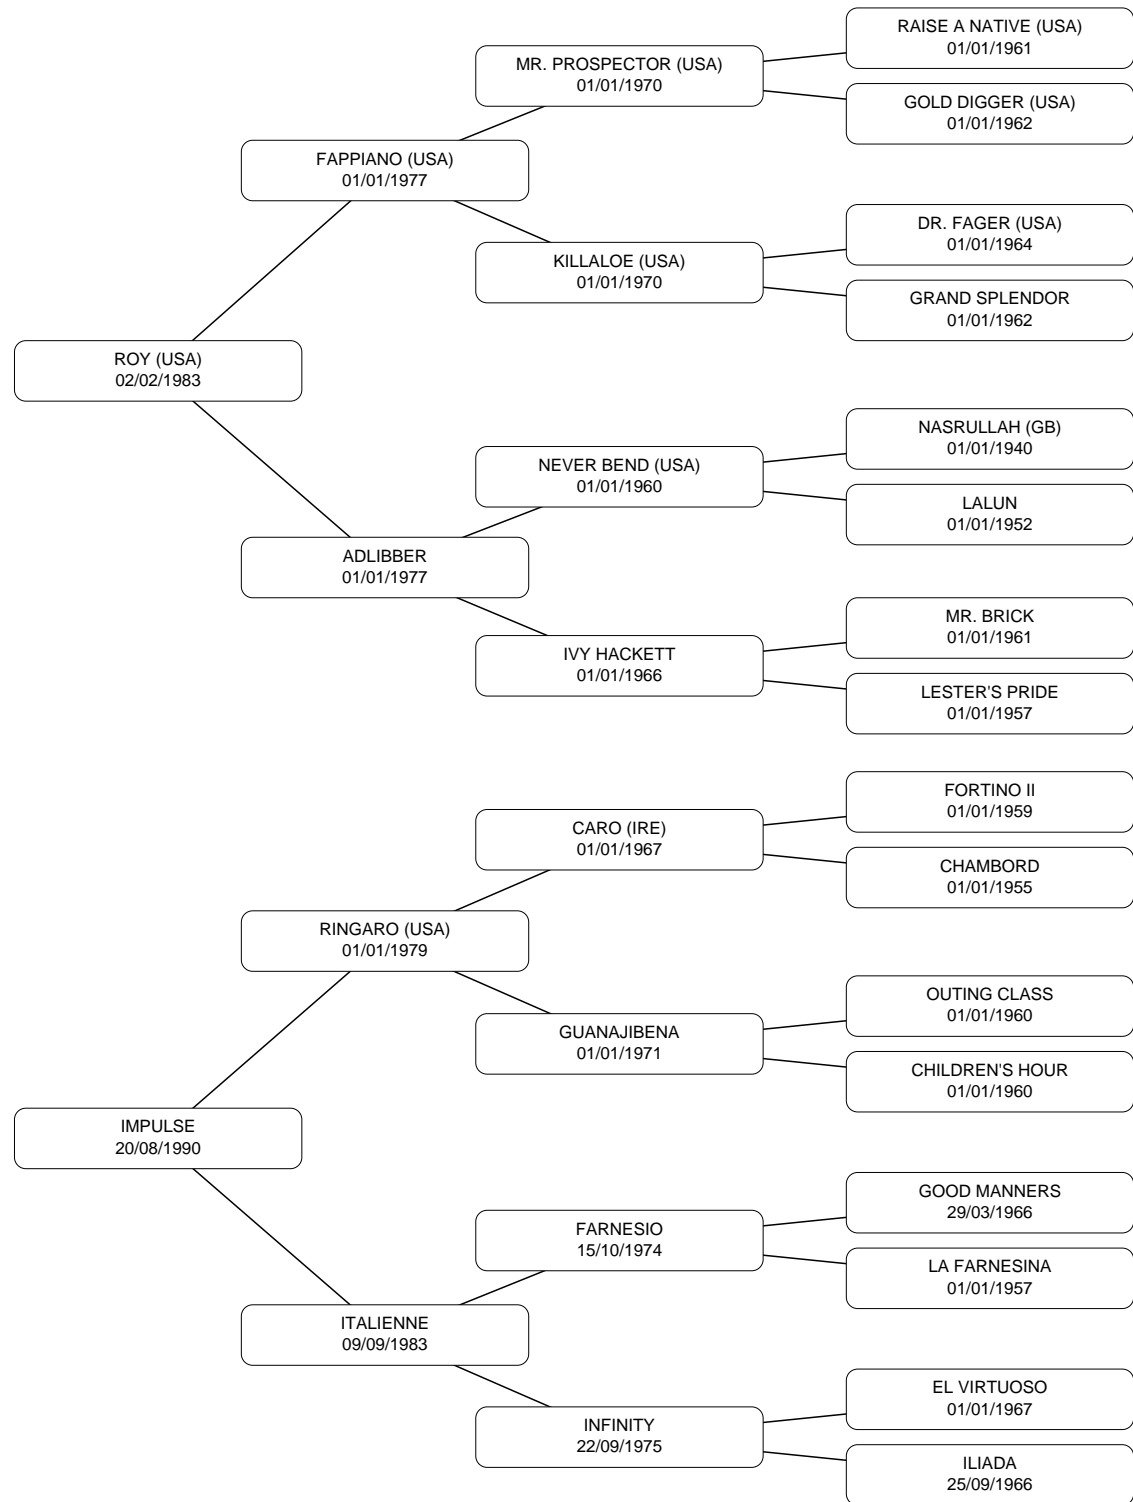 RAISE A NATIVE (USA)
01/01/1961
MR. PROSPECTOR (USA)
01/01/1970
GOLD DIGGER (USA)
01/01/1962
FAPPIANO (USA)
01/01/1977
DR. FAGER (USA)
01/01/1964
KILLALOE (USA)
01/01/1970
GRAND SPLENDOR
01/01/1962
ROY (USA)
02/02/1983
NASRULLAH (GB)
01/01/1940
NEVER BEND (USA)
01/01/1960
LALUN
01/01/1952
ADLIBBER
01/01/1977
MR. BRICK
01/01/1961
IVY HACKETT
01/01/1966
LESTER'S PRIDE
01/01/1957
FORTINO II
01/01/1959
CARO (IRE)
01/01/1967
CHAMBORD
01/01/1955
RINGARO (USA)
01/01/1979
OUTING CLASS
01/01/1960
GUANAJIBENA
01/01/1971
CHILDREN'S HOUR
01/01/1960
IMPULSE
20/08/1990
GOOD MANNERS
29/03/1966
FARNESIO
15/10/1974
LA FARNESINA
01/01/1957
ITALIENNE
09/09/1983
EL VIRTUOSO
01/01/1967
INFINITY
22/09/1975
ILIADA
25/09/1966